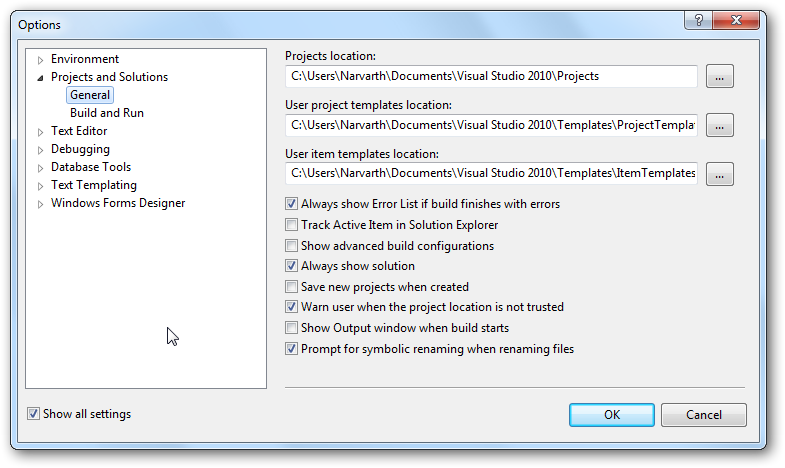 Options
Environment
Projects and Solutions
General
Build and Run
Text Editor
Debugging
Database Tools
Text Templating
Windows Forms Designer
Projects location:
C:\Users\Narvarth\Documents\Visual Studio 2010\Projects
...
User project templates location:
C:\Users\Narvarth\Documents\Visual Studio 2010\Templates\ProjectTemplat
...
User item templates location:
C:\Users\Narvarth\Documents\Visual Studio 2010\Templates\ItemTemplates
...
Always show Error List if build finishes with errors
Track Active Item in Solution Explorer
Show advanced build configurations
Always show solution
Save new projects when created
Warn user when the project location is not trusted
Show Output window when build starts
Prompt for symbolic renaming when renaming files
Show all settings
OK
Cancel